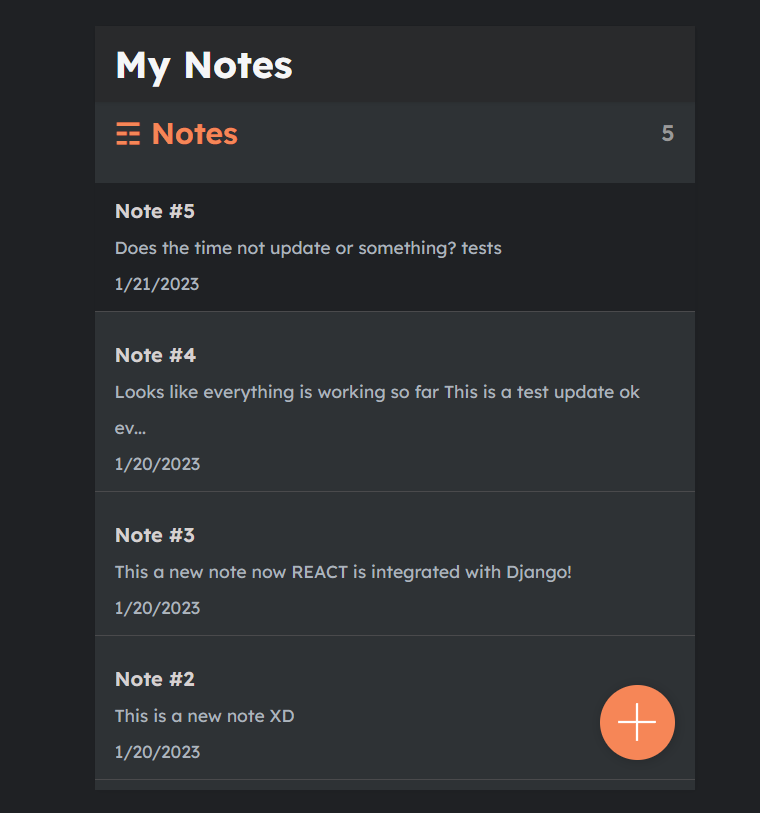 My Notes
☶ Notes
5
Note #5
Does the time not update or something? tests
1/21/2023
Note #4
Looks like everything is working so far This is a test update ok
ev...
1/20/2023
Note #3
This a new note now REACT is integrated with Django!
1/20/2023
Note #2
This is a new note XD
1/20/2023